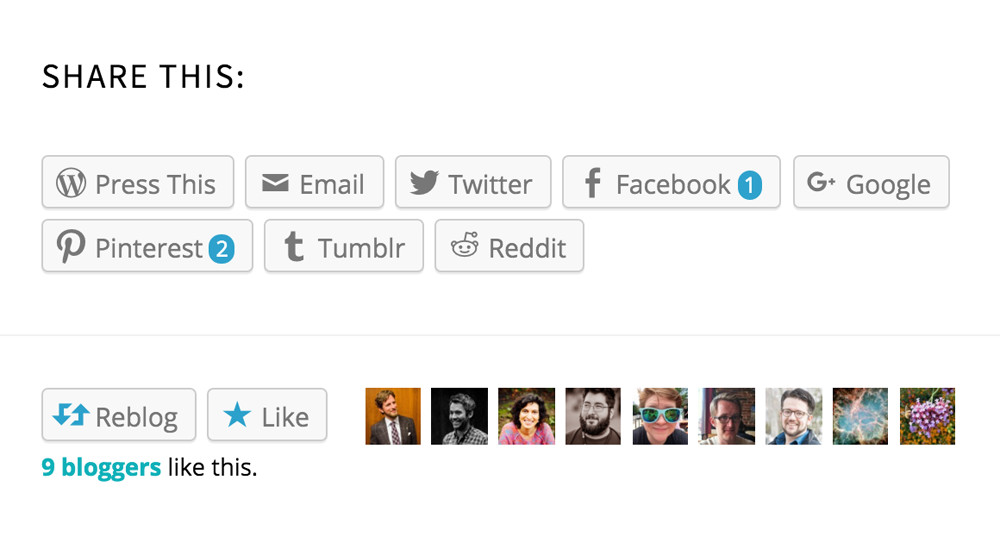 SHARE THIS:
Press This Email Twitter Facebook 1 Google
Pinterest 2 Tumblr Reddit
Reblog Like
9 bloggers like this.